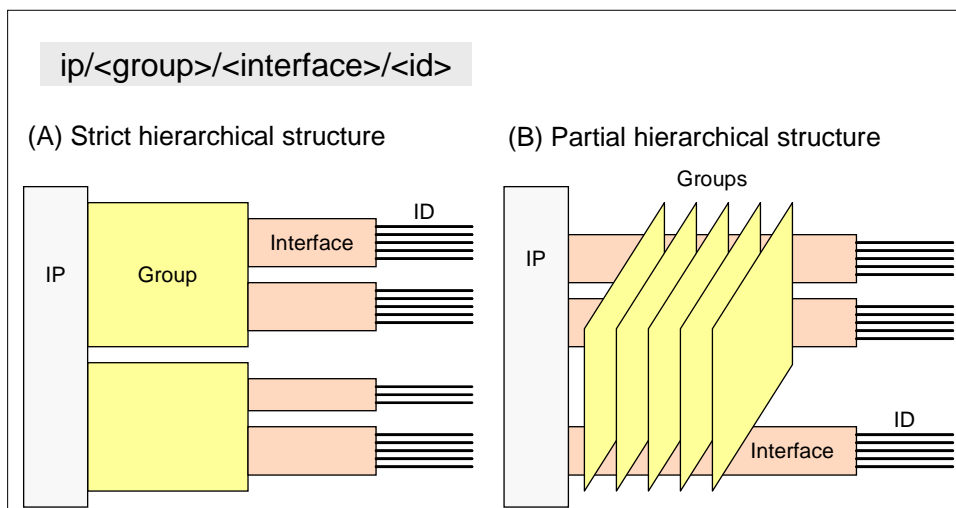 ip/<group>/<interface>/<id>
(A) Strict hierarchical structure
IP
Group
Interface
ID
(B) Partial hierarchical structure
Groups
IP
ID
Interface